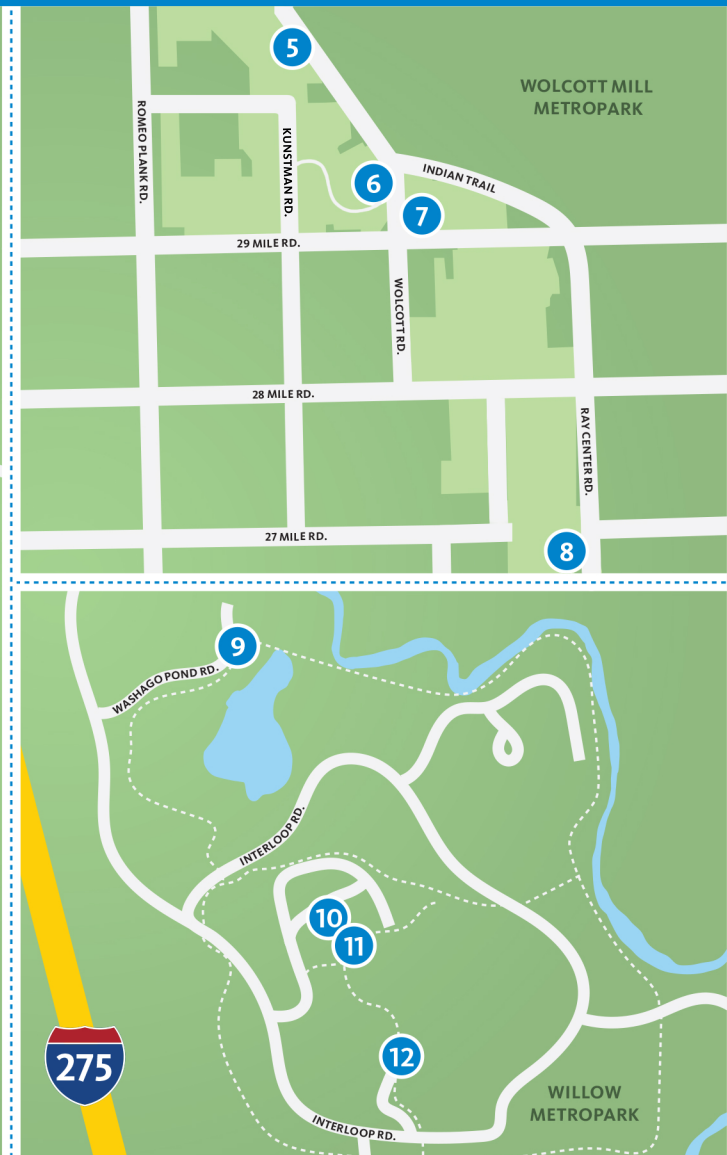 5
WOLCOTT MILL
METROPARK
ROMEO PLANK RD.
KUNSTMAN RD.
INDIAN TRAIL
6
7
29 MILE RD.
WOLCOTT RD.
28 MILE RD.
RAY CENTER RD.
27 MILE RD.
8
9
WASHAGO POND RD.
INTERLOOP RD.
10
11
275
12
WILLOW
METROPARK
INTERLOOP RD.